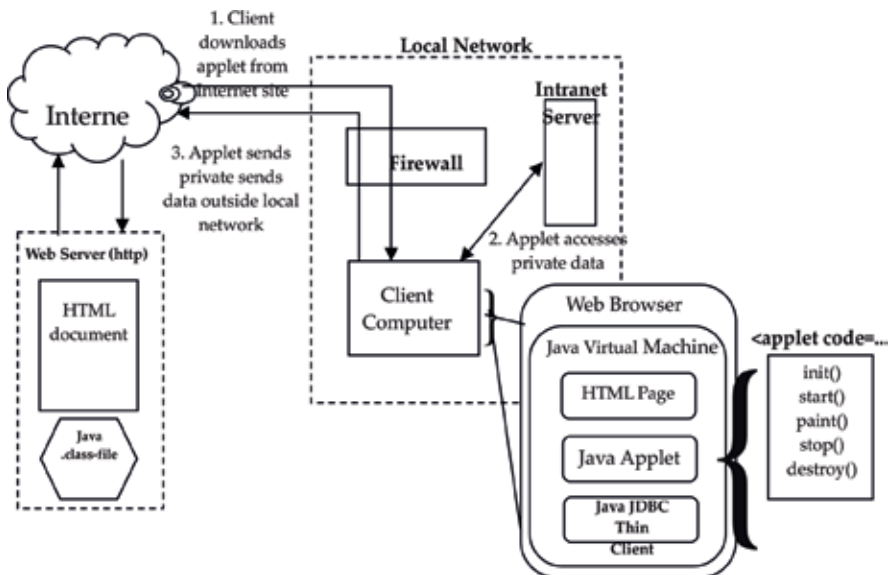 1. Client
downloads
applet from
Internet site
Interne
3. Applet sends
private sends
data outside local
network
Local Network
Intranet
Server
Firewall
2. Applet accesses
private data
Client
Computer
Web Server (http)
HTML
document
Java
.class-file
Web Browser
Java Virtual Machine
HTML Page
Java Applet
Java JDBC
Thin
Client
<applet code=...
init()
start()
paint()
stop()
destroy()